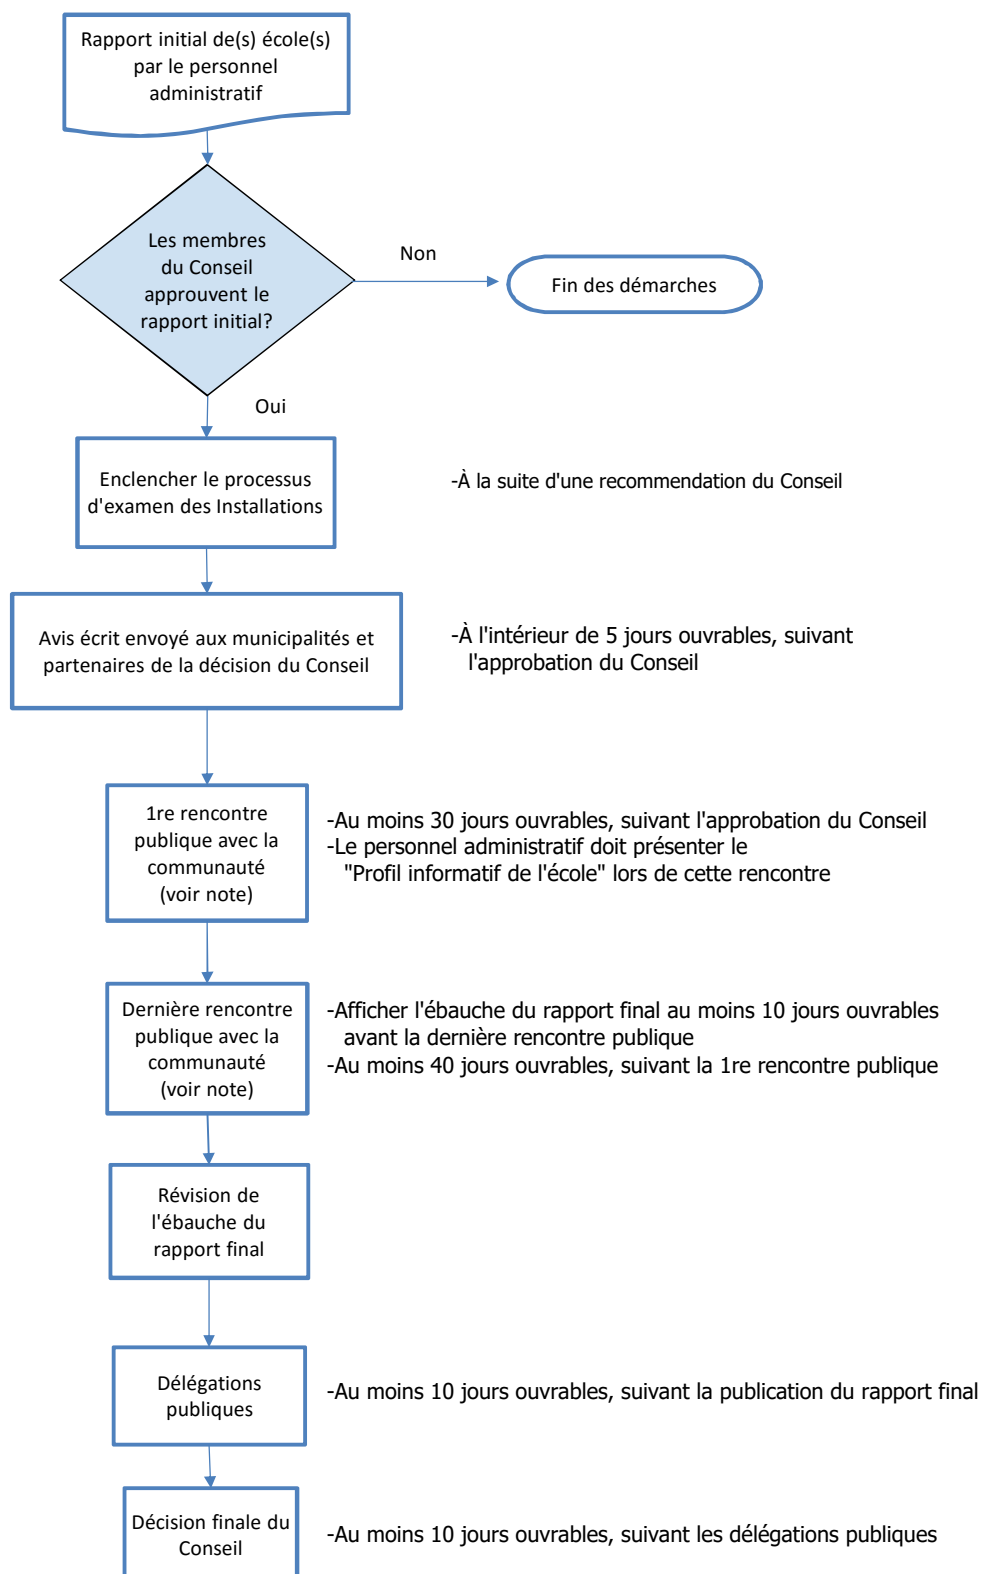 Rapport initial de(s) école(s)
par le personnel
administratif
Les membres
du Conseil
approuvent le
rapport initial?
Non
Fin des démarches
Oui
Enclencher le processus
d'examen des Installations
-À la suite d'une recommendation du Conseil
Avis écrit envoyé aux municipalités et
partenaires de la décision du Conseil
-À l'intérieur de 5 jours ouvrables, suivant
l'approbation du Conseil
1re rencontre
publique avec la
communauté
(voir note)
-Au moins 30 jours ouvrables, suivant l'approbation du Conseil
-Le personnel administratif doit présenter le
"Profil informatif de l'école" lors de cette rencontre
Dernière rencontre
publique avec la
communauté
(voir note)
-Afficher l'ébauche du rapport final au moins 10 jours ouvrables
avant la dernière rencontre publique
-Au moins 40 jours ouvrables, suivant la 1re rencontre publique
Révision de
l'ébauche du
rapport final
Délégations
publiques
-Au moins 10 jours ouvrables, suivant la publication du rapport final
Décision finale du
Conseil
-Au moins 10 jours ouvrables, suivant les délégations publiques